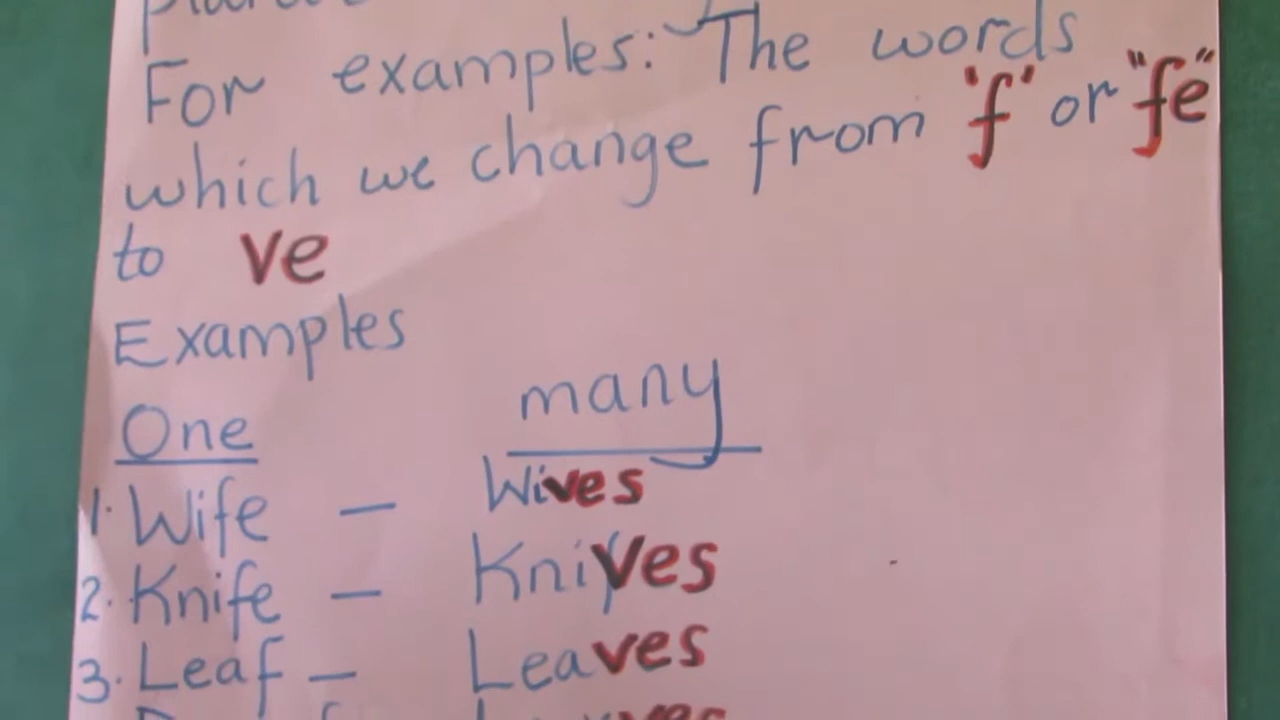 For examples: The words
which we change from 'f' or "fe"
to ve
Examples
One many
1. Wife – Wives
2. Knife – Knives
3. Leaf – Leaves